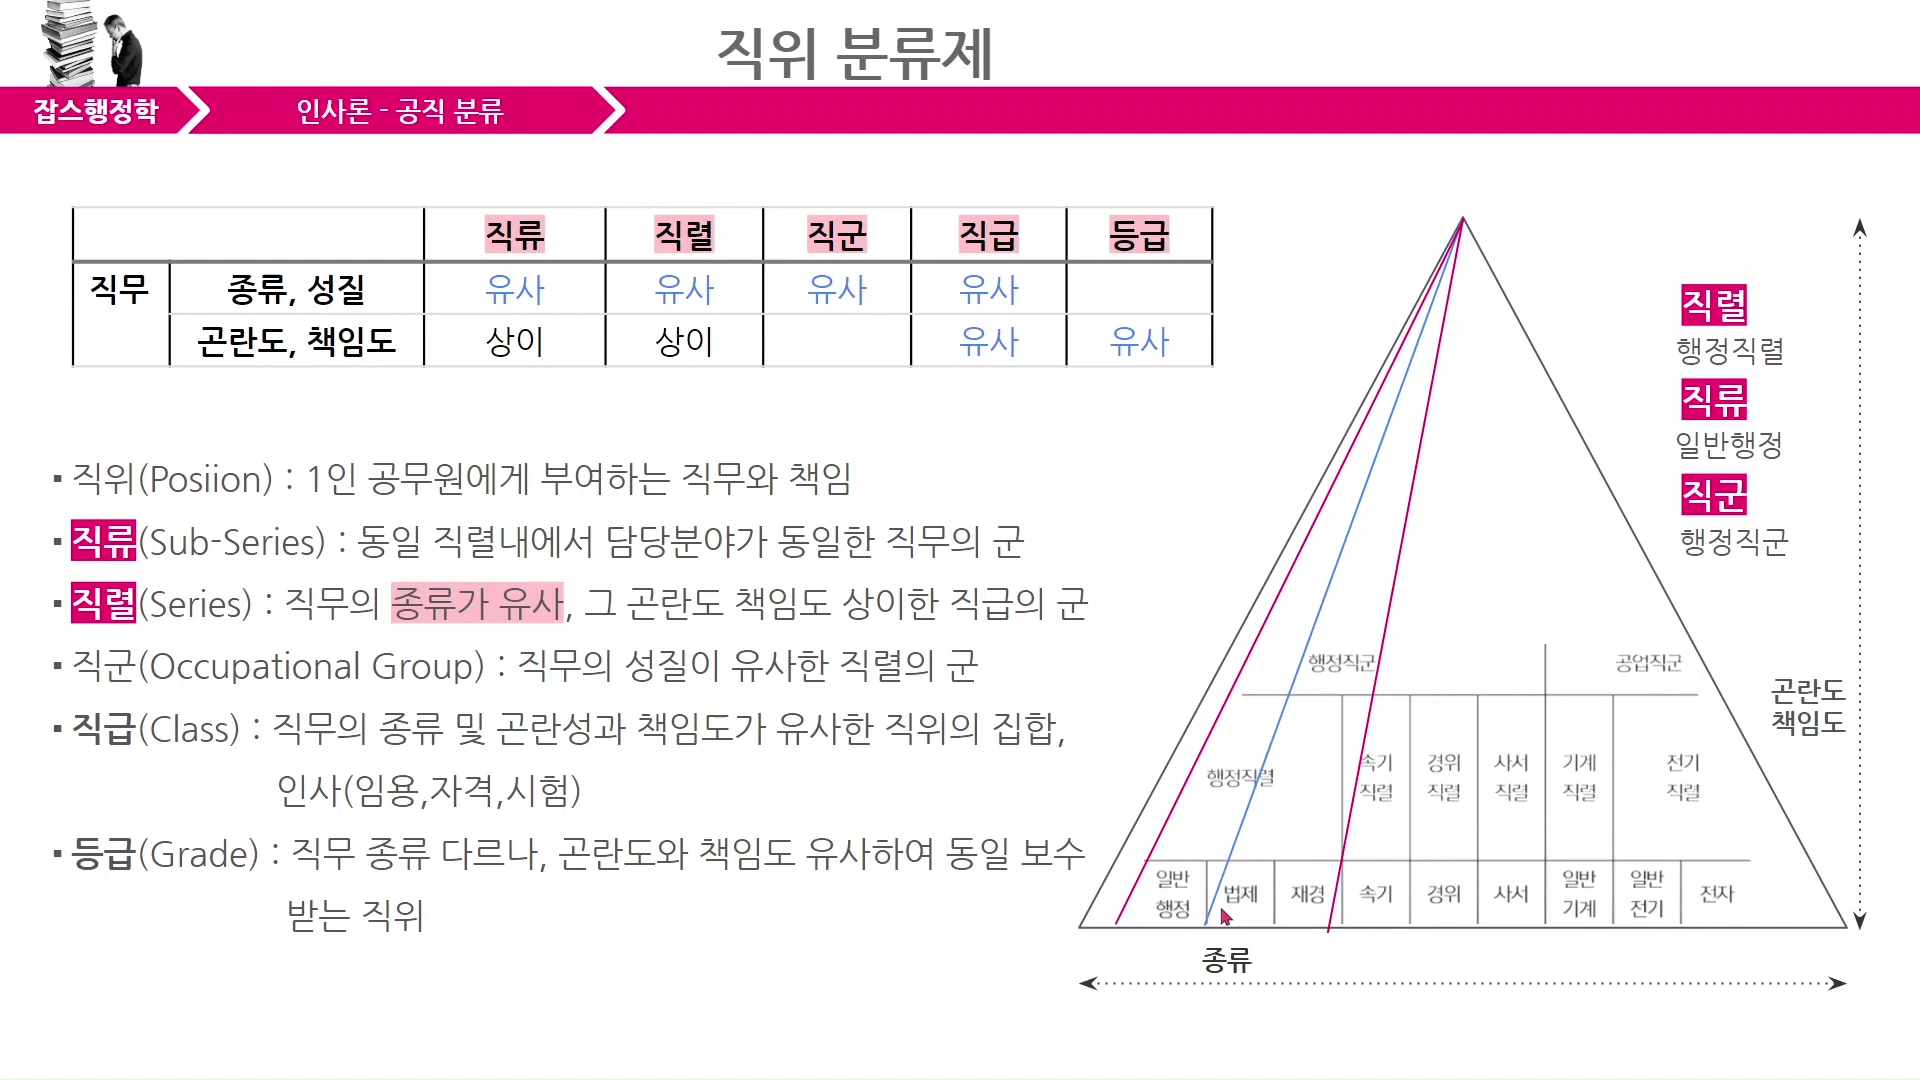 직위 분류제
잡스행정학
인사론 - 공직 분류
직류 직렬 직군 직급 등급
직무 종류, 성질 유사 유사 유사 유사
곤란도, 책임도 상이 상이 유사 유사
▪ 직위(Posiion) : 1인 공무원에게 부여하는 직무와 책임
▪ 직류(Sub-Series) : 동일 직렬내에서 담당분야가 동일한 직무의 군
▪ 직렬(Series) : 직무의 종류가 유사, 그 곤란도 책임도 상이한 직급의 군
▪ 직군(Occupational Group) : 직무의 성질이 유사한 직렬의 군
▪ 직급(Class) : 직무의 종류 및 곤란성과 책임도가 유사한 직위의 집합,
인사(임용,자격,시험)
▪ 등급(Grade) : 직무 종류 다르나, 곤란도와 책임도 유사하여 동일 보수
받는 직위
직렬
행정직렬
직류
일반행정
직군
행정직군
행정직군 공업직군
행정직렬
속기
직렬
경위
직렬
사서
직렬
기계
직렬
전기
직렬
일반
행정
법제
재경
속기
경위
사서
일반
기계
일반
전기
전자
곤란도
책임도
종류